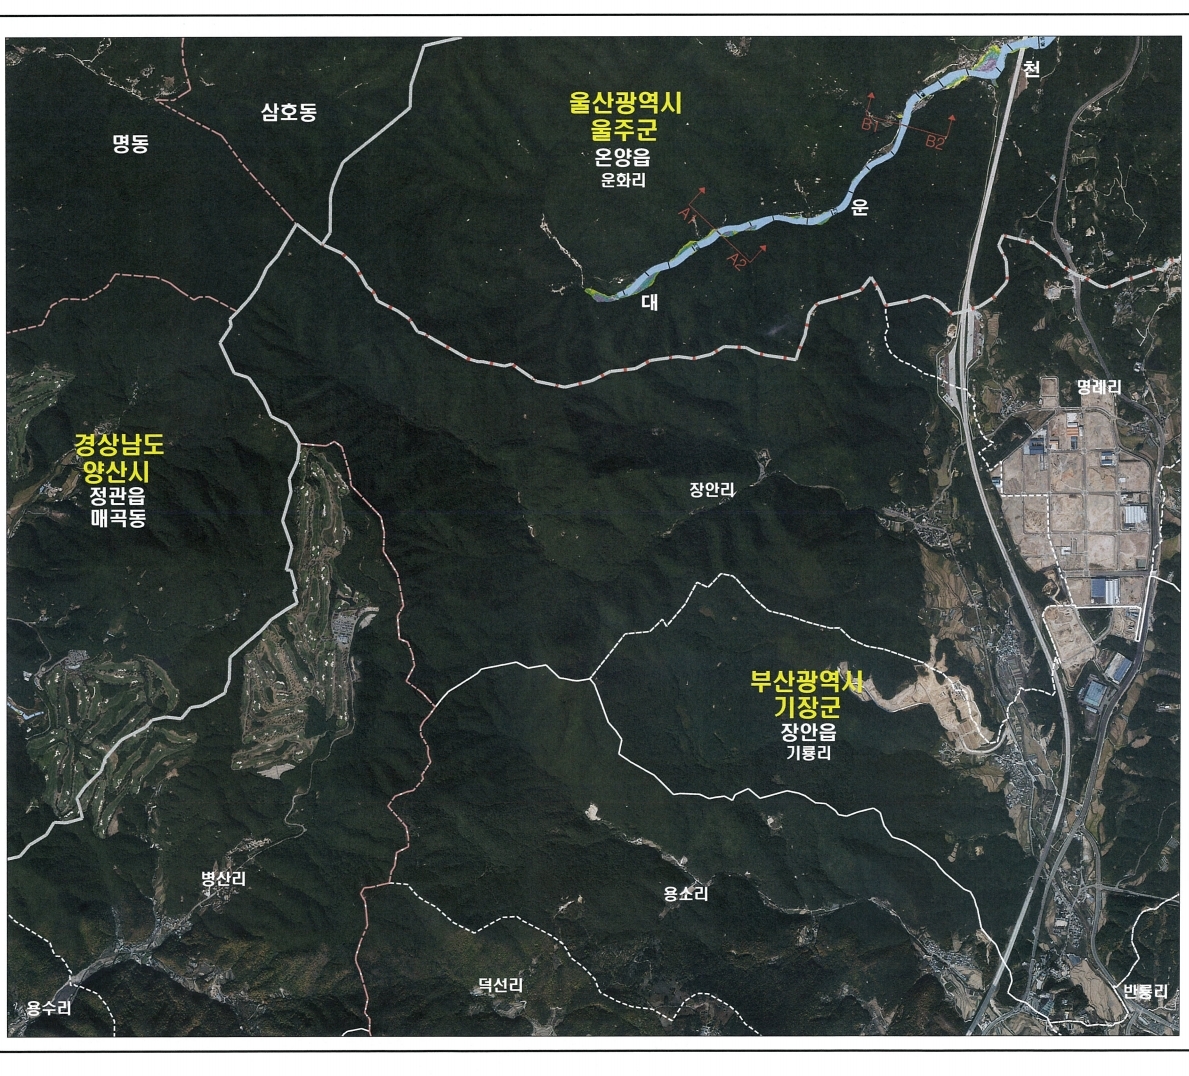 천
삼호동
명동
울산광역시
울주군
온양읍
운화리
B1
B2
A1
A2
운
대
명례리
경상남도
양산시
정관읍
매곡동
장안리
부산광역시
기장군
장안읍
기룡리
병산리
용소리
덕선리
용수리
반룡리